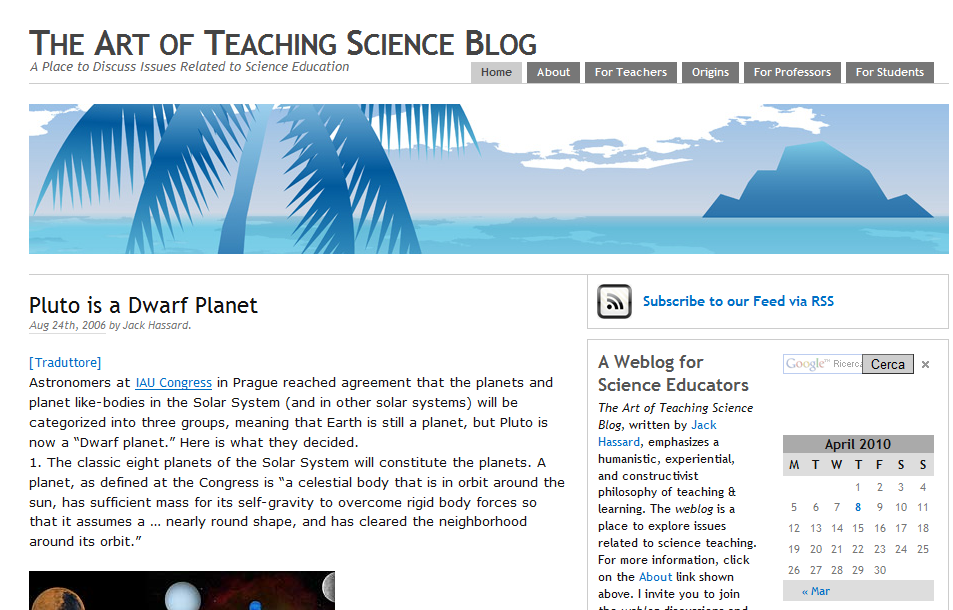 THE ART OF TEACHING SCIENCE BLOG
A Place to Discuss Issues Related to Science Education
Home About For Teachers Origins For Professors For Students
Pluto is a Dwarf Planet
Aug 24th, 2006 by Jack Hassard.
[Traduttore]
Astronomers at IAU Congress in Prague reached agreement that the planets and
planet like-bodies in the Solar System (and in other solar systems) will be
categorized into three groups, meaning that Earth is still a planet, but Pluto is
now a “Dwarf planet.” Here is what they decided.
1. The classic eight planets of the Solar System will constitute the planets. A
planet, as defined at the Congress is “a celestial body that is in orbit around the
sun, has sufficient mass for its self-gravity to overcome rigid body forces so
that it assumes a … nearly round shape, and has cleared the neighborhood
around its orbit.”
Subscribe to our Feed via RSS
A Weblog for
Science Educators
The Art of Teaching Science
Blog, written by Jack
Hassard, emphasizes a
humanistic, experiential,
and constructivist
philosophy of teaching &
learning. The weblog is a
place to explore issues
related to science teaching.
For more information, click
on the About link shown
above. I invite you to join
the weblog discussions and
Google™ Ricerca Cerca ×
April 2010
M T W T F S S
1 2 3 4
5 6 7 8 9 10 11
12 13 14 15 16 17 18
19 20 21 22 23 24 25
26 27 28 29 30
« Mar